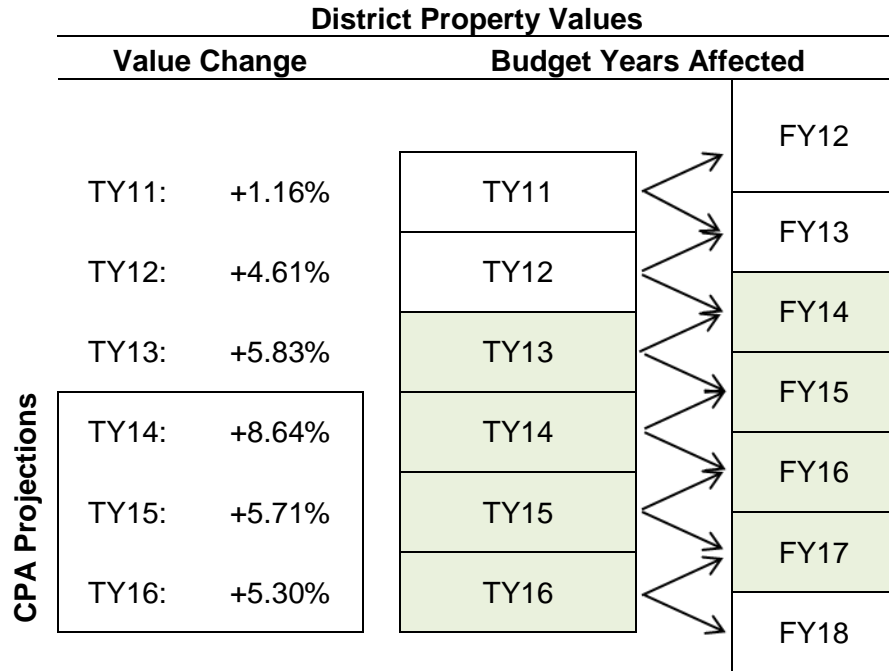 District Property Values
Value Change Budget Years Affected
FY12
TY11: +1.16% TY11
FY13
TY12: +4.61% TY12
FY14
TY13: +5.83% TY13
FY15
CPA Projections
TY14: +8.64% TY14
FY16
TY15: +5.71% TY15
FY17
TY16: +5.30% TY16
FY18